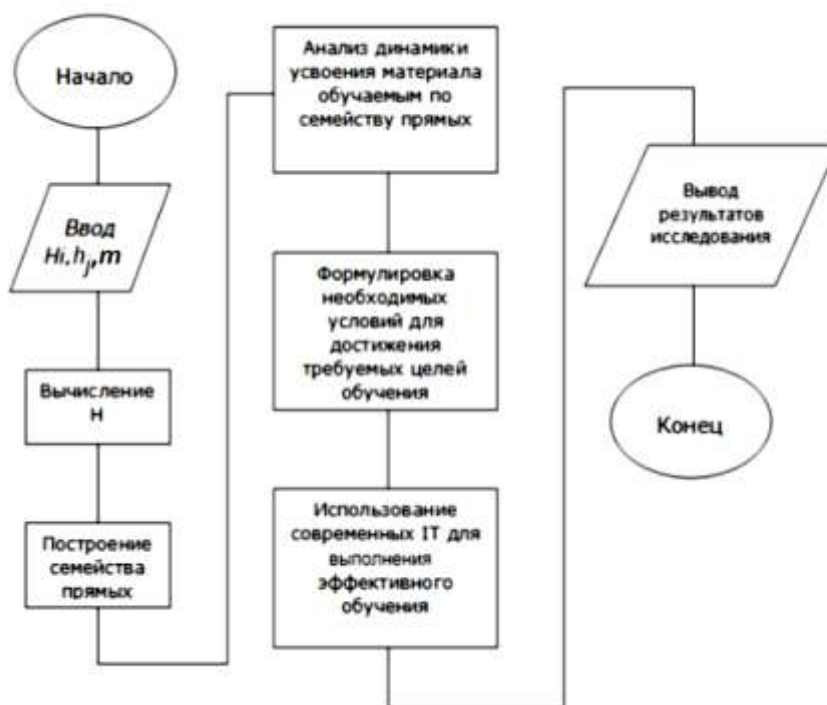 Начало
Ввод
Hi, hj, m
Вычисление
Н
Построение
семейства
прямых
Анализ динамики
усвоения материала
обучаемым по
семейству прямых
Формулировка
необходимых
условий для
достижения
требуемых целей
обучения
Использование
современных IT для
выполнения
эффективного
обучения
Вывод
результатов
исследования
Конец